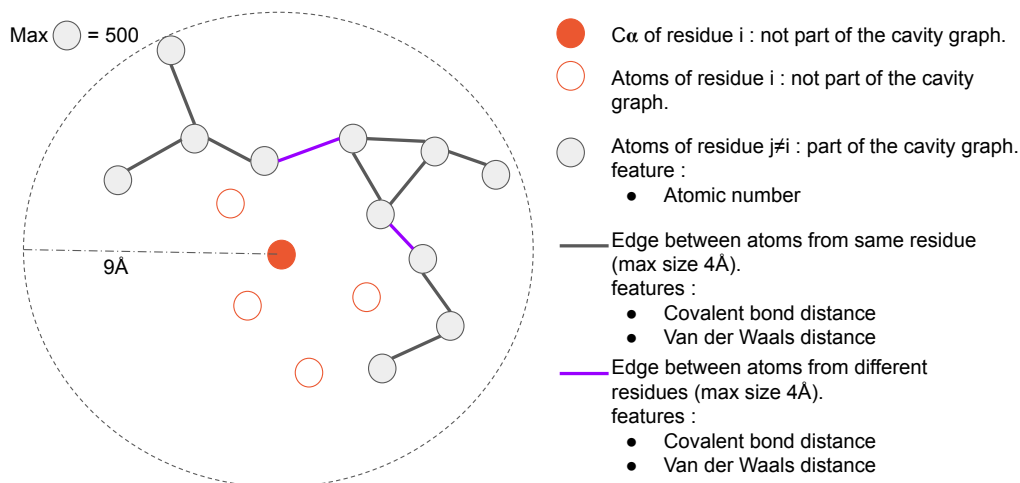 Max = 500
9Å
Cα of residue i : not part of the cavity graph.
Atoms of residue i : not part of the cavity
graph.
Atoms of residue j≠i : part of the cavity graph.
feature :
● Atomic number
Edge between atoms from same residue
(max size 4Å).
features :
● Covalent bond distance
● Van der Waals distance
Edge between atoms from different
residues (max size 4Å).
features :
● Covalent bond distance
● Van der Waals distance